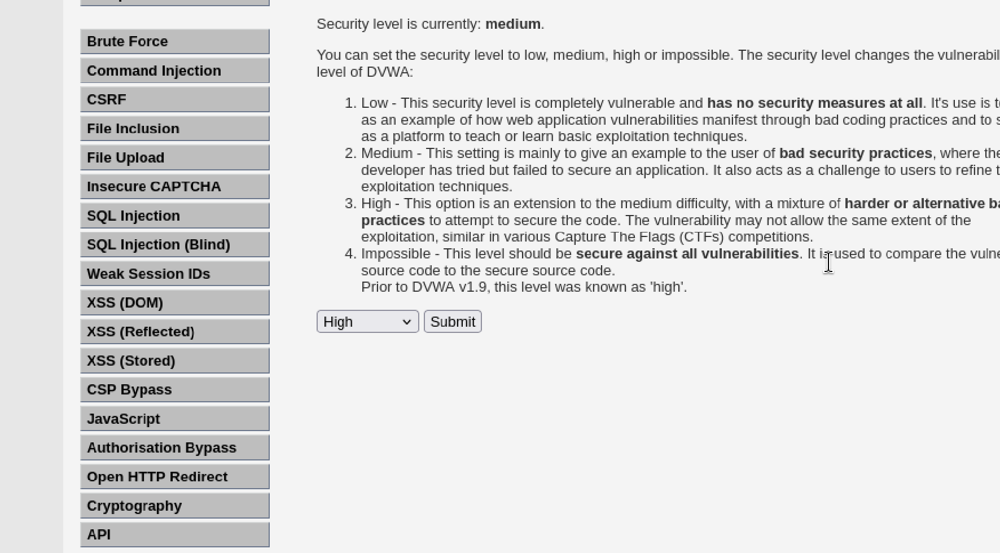 Brute Force
Command Injection
CSRF
File Inclusion
File Upload
Insecure CAPTCHA
SQL Injection
SQL Injection (Blind)
Weak Session IDs
XSS (DOM)
XSS (Reflected)
XSS (Stored)
CSP Bypass
JavaScript
Authorisation Bypass
Open HTTP Redirect
Cryptography
API
Security level is currently: medium.
You can set the security level to low, medium, high or impossible. The security level changes the
level of DVWA:
1. Low - This security level is completely vulnerable and has no security measures at all. It's use is
as an example of how web application vulnerabilities manifest through bad coding practices and to
as a platform to teach or learn basic exploitation techniques.
2. Medium - This setting is mainly to give an example to the user of bad security practices, where the
developer has tried but failed to secure an application. It also acts as a challenge to users to refine
exploitation techniques.
3. High - This option is an extension to the medium difficulty, with a mixture of harder or alternative
practices to attempt to secure the code. The vulnerability may not allow the same extent of the
exploitation, similar in various Capture The Flags (CTFs) competitions.
4. Impossible - This level should be secure against all vulnerabilities. It is used to compare the
source code to the secure source code.
Prior to DVWA v1.9, this level was known as 'high'.
High Submit